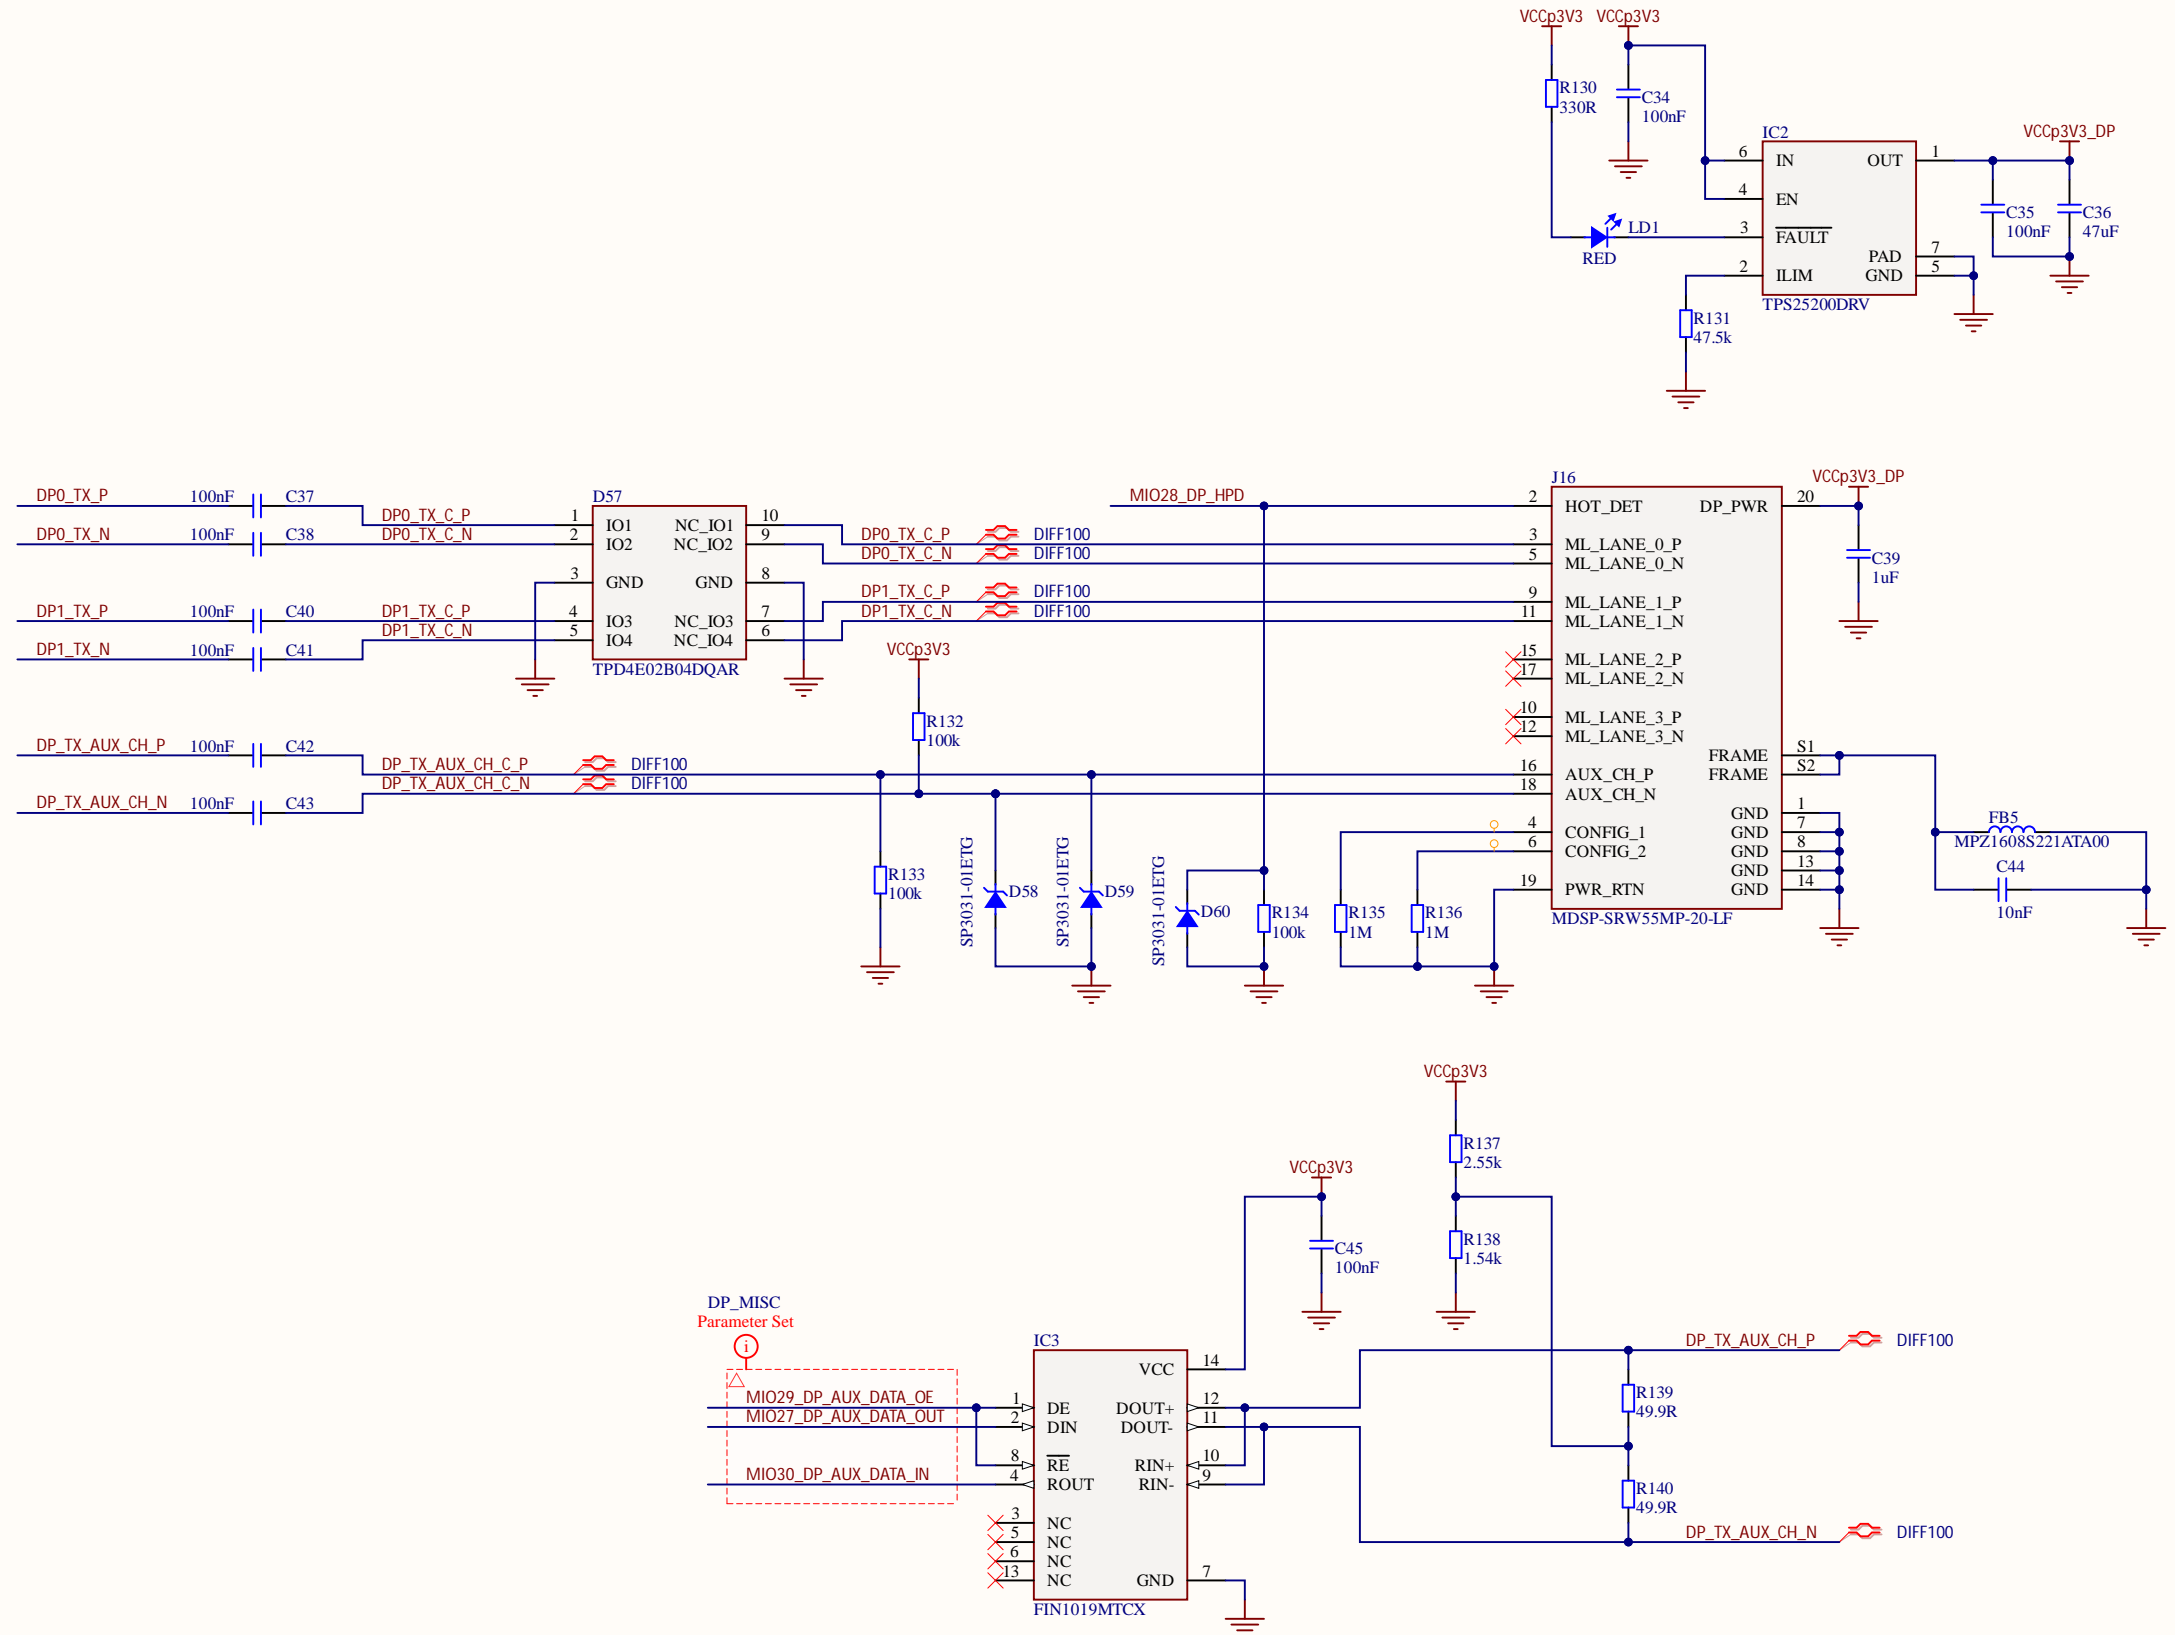 VCCp3V3 VCCp3V3
R130
330R
C34
100nF
IC2
VCCp3V3_DP
6 IN OUT 1
4 EN
C35
100nF
C36
47uF
LD1
3 FAULT
RED
PAD 7
2 ILIM GND 5
TPS25200DRV
R131
47.5k
J16
VCCp3V3_DP
DP0_TX_P 100nF C37
D57
MIO28_DP_HPD
2 HOT_DET DP_PWR 20
DP0_TX_C_P 1 IO1 NC_IO1 10
DP0_TX_N 100nF C38 DP0_TX_C_N 2 IO2 NC_IO2 9
DP0_TX_C_P DIFF100 3 ML_LANE_0_P
DP0_TX_C_N DIFF100 5 ML_LANE_0_N
C39
1uF
3 GND GND 8
DP1_TX_C_P DIFF100 9 ML_LANE_1_P
DP1_TX_P 100nF C40 DP1_TX_C_P 4 IO3 NC_IO3 7
DP1_TX_C_N DIFF100 11 ML_LANE_1_N
DP1_TX_C_N 5 IO4 NC_IO4 6
DP1_TX_N 100nF C41
TPD4E02B04DQAR
VCCp3V3
15 ML_LANE_2_P
17 ML_LANE_2_N
R132
100k
10 ML_LANE_3_P
12 ML_LANE_3_N
DP_TX_AUX_CH_P 100nF C42
FRAME S1
FRAME S2
DP_TX_AUX_CH_C_P DIFF100 16 AUX_CH_P
DP_TX_AUX_CH_C_N DIFF100 18 AUX_CH_N
DP_TX_AUX_CH_N 100nF C43
GND 1
4 CONFIG_1 GND 7
6 CONFIG_2 GND 8
GND 13
19 PWR_RTN GND 14
MDSP-SRW55MP-20-LF
FB5
MPZ1608S221ATA00
C44
10nF
R133
100k
SP3031-01ETG
D58
SP3031-01ETG
D59
SP3031-01ETG
D60
R134
100k
R135
1M
R136
1M
VCCp3V3
R137
2.55k
VCCp3V3
R138
1.54k
C45
100nF
DP_MISC
Parameter Set
i
IC3
VCC 14
DP_TX_AUX_CH_P DIFF100
MIO29_DP_AUX_DATA_OE 1 DE DOUT+ 12
MIO27_DP_AUX_DATA_OUT 2 DIN DOUT- 11
R139
49.9R
8 RE RIN+ 10
MIO30_DP_AUX_DATA_IN 4 ROUT RIN- 9
R140
49.9R
3 NC
5 NC
6 NC
13 NC GND 7
DP_TX_AUX_CH_N DIFF100
FIN1019MTCX